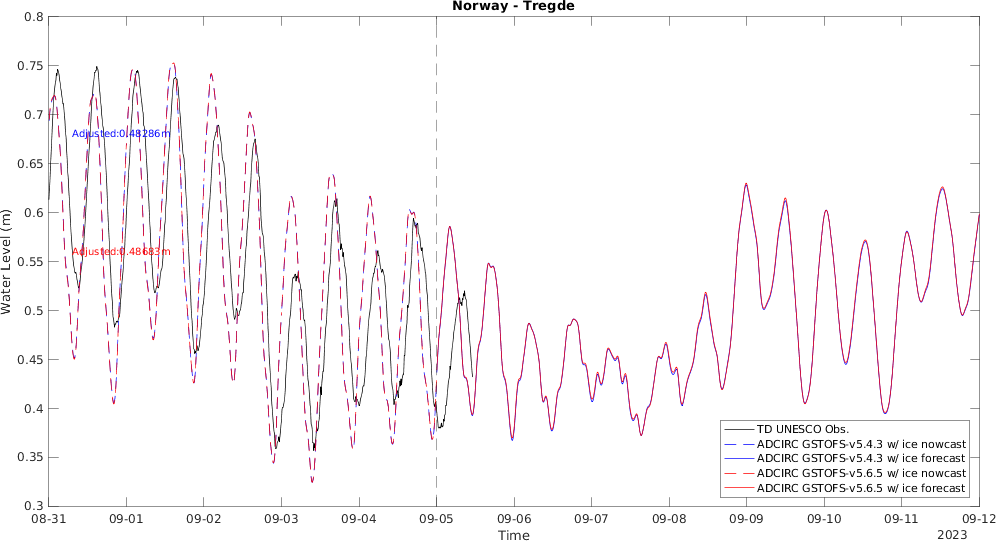 Norway - Tregde
0.8
0.75
0.7
0.65
0.6
0.55
0.5
0.45
0.4
0.35
0.3
Water Level (m)
Adjusted:0.48286m
Adjusted:0.48683m
TD UNESCO Obs.
ADCIRC GSTOFS-v5.4.3 w/ ice nowcast
ADCIRC GSTOFS-v5.4.3 w/ ice forecast
ADCIRC GSTOFS-v5.6.5 w/ ice nowcast
ADCIRC GSTOFS-v5.6.5 w/ ice forecast
08-31 09-01 09-02 09-03 09-04 09-05 09-06 09-07 09-08 09-09 09-10 09-11 09-12
Time
2023